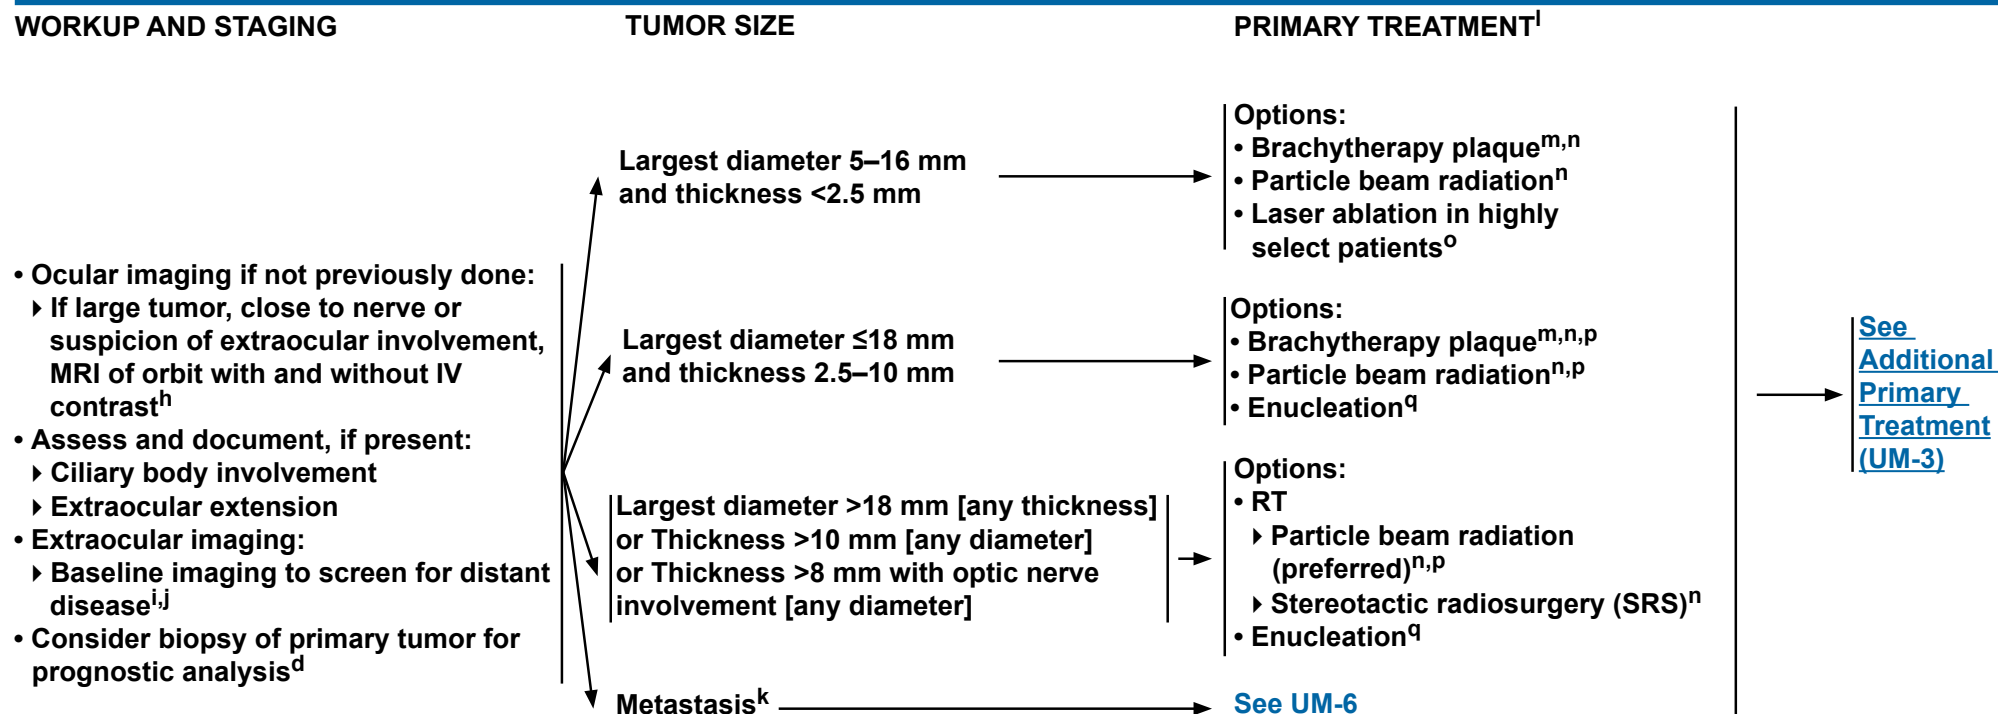 WORKUP AND STAGING
TUMOR SIZE
PRIMARY TREATMENTl
• Ocular imaging if not previously done:
‣ If large tumor, close to nerve or
suspicion of extraocular involvement,
MRI of orbit with and without IV
contrasth
• Assess and document, if present:
‣ Ciliary body involvement
‣ Extraocular extension
• Extraocular imaging:
‣ Baseline imaging to screen for distant
diseasei,j
• Consider biopsy of primary tumor for
prognostic analysisd
Largest diameter 5–16 mm
and thickness <2.5 mm
Options:
• Brachytherapy plaquem,n
• Particle beam radiationn
• Laser ablation in highly
select patientso
Largest diameter ≤18 mm
and thickness 2.5–10 mm
Options:
• Brachytherapy plaquem,n,p
• Particle beam radiationn,p
• Enucleationq
Largest diameter >18 mm [any thickness]
or Thickness >10 mm [any diameter]
or Thickness >8 mm with optic nerve
involvement [any diameter]
Options:
• RT
‣ Particle beam radiation
(preferred)n,p
‣ Stereotactic radiosurgery (SRS)n
• Enucleationq
Metastasisk
See UM-6
See
Additional
Primary
Treatment
(UM-3)